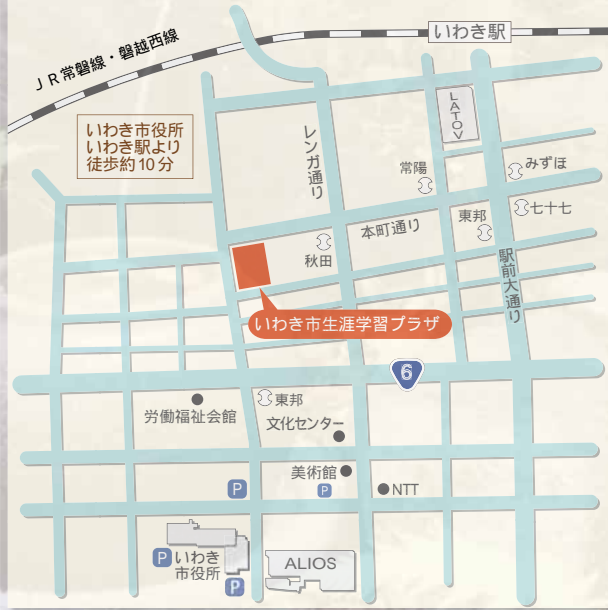 いわき駅
JR常磐線・磐越西線
LATOV
いわき市役所
いわき駅より
徒歩約10分
レンガ通り
常陽
みずほ
七十七
東邦
本町通り
秋田
駅前大通り
いわき市生涯学習プラザ
6
東邦
労働福祉会館
文化センター
美術館
P
P
NTT
P
いわき
市役所
P
ALIOS